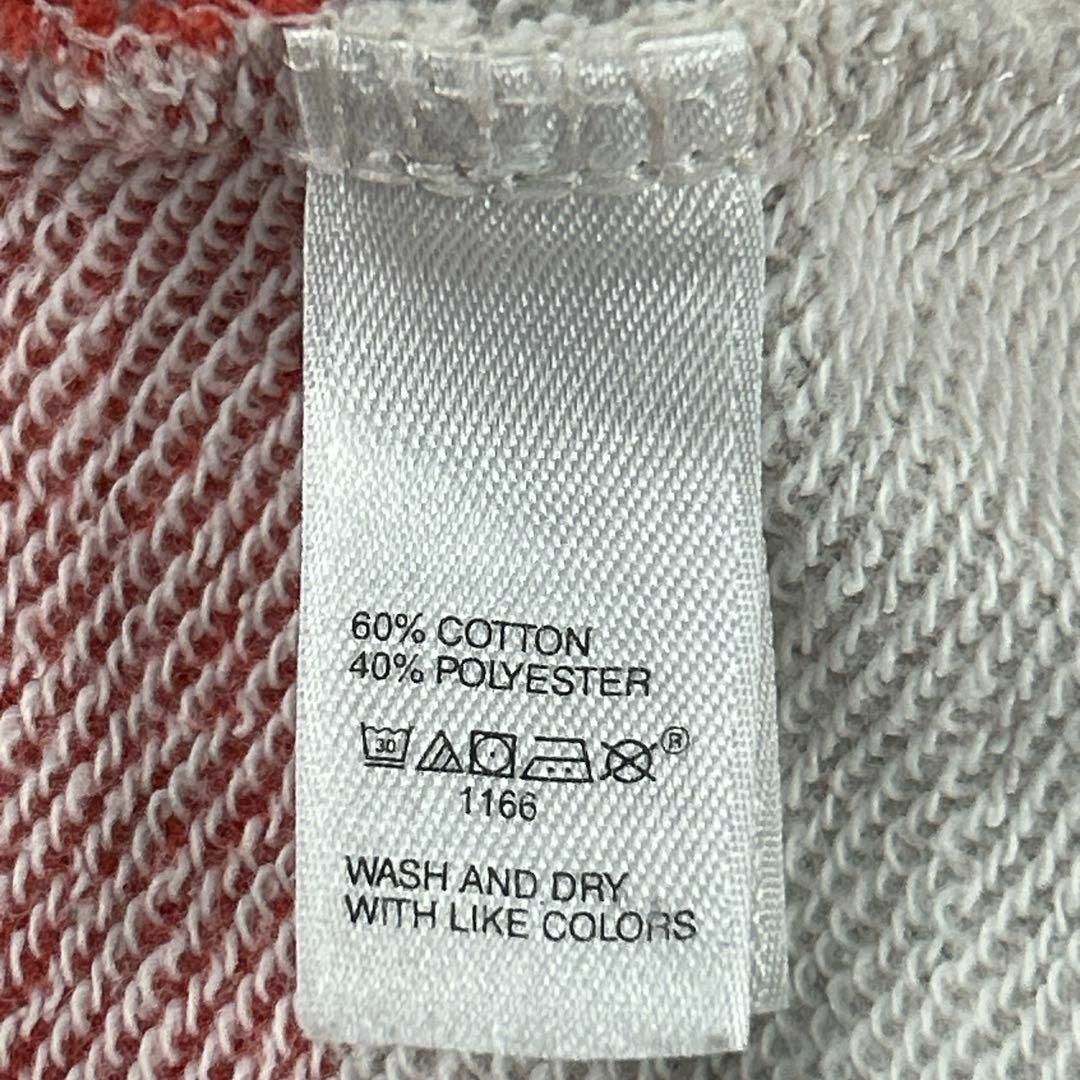 60% COTTON
40% POLYESTER
30 ®
1166
WASH AND DRY
WITH LIKE COLORS